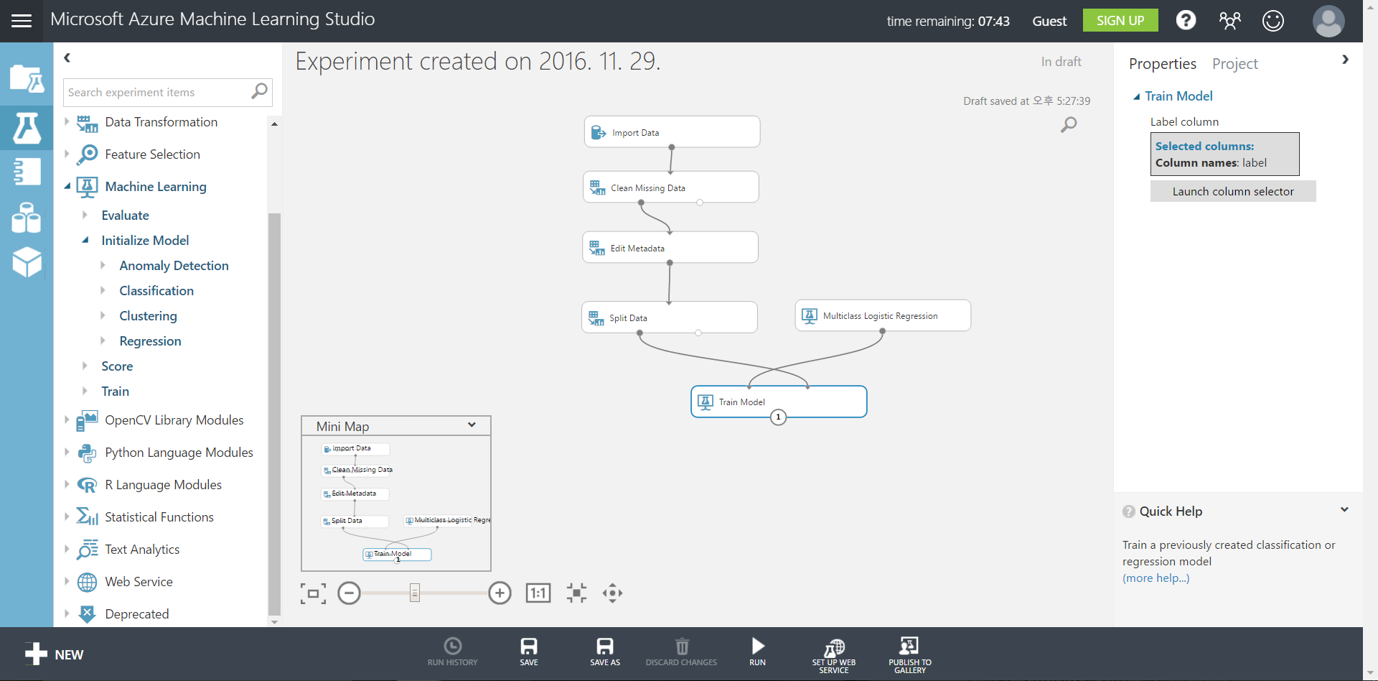 Microsoft Azure Machine Learning Studio
time remaining: 07:43
Guest
SIGN UP
?
Search experiment items
Data Transformation
Feature Selection
Machine Learning
Evaluate
Initialize Model
Anomaly Detection
Classification
Clustering
Regression
Score
Train
OpenCV Library Modules
Python Language Modules
R Language Modules
Statistical Functions
Text Analytics
Web Service
Deprecated
Experiment created on 2016. 11. 29.
In draft
Draft saved at 오후 5:27:39
Import Data
Clean Missing Data
Edit Metadata
Split Data
Multiclass Logistic Regression
Train Model
1
Mini Map
Import Data
Clean Missing Data
Edit Metadata
Split Data
Multiclass Logistic Regre
Train Model
1
1:1
Properties
Project
Train Model
Label column
Selected columns:
Column names: label
Launch column selector
? Quick Help
Train a previously created classification or
regression model
(more help...)
NEW
RUN HISTORY
SAVE
SAVE AS
DISCARD CHANGES
RUN
SET UP WEB
SERVICE
PUBLISH TO
GALLERY